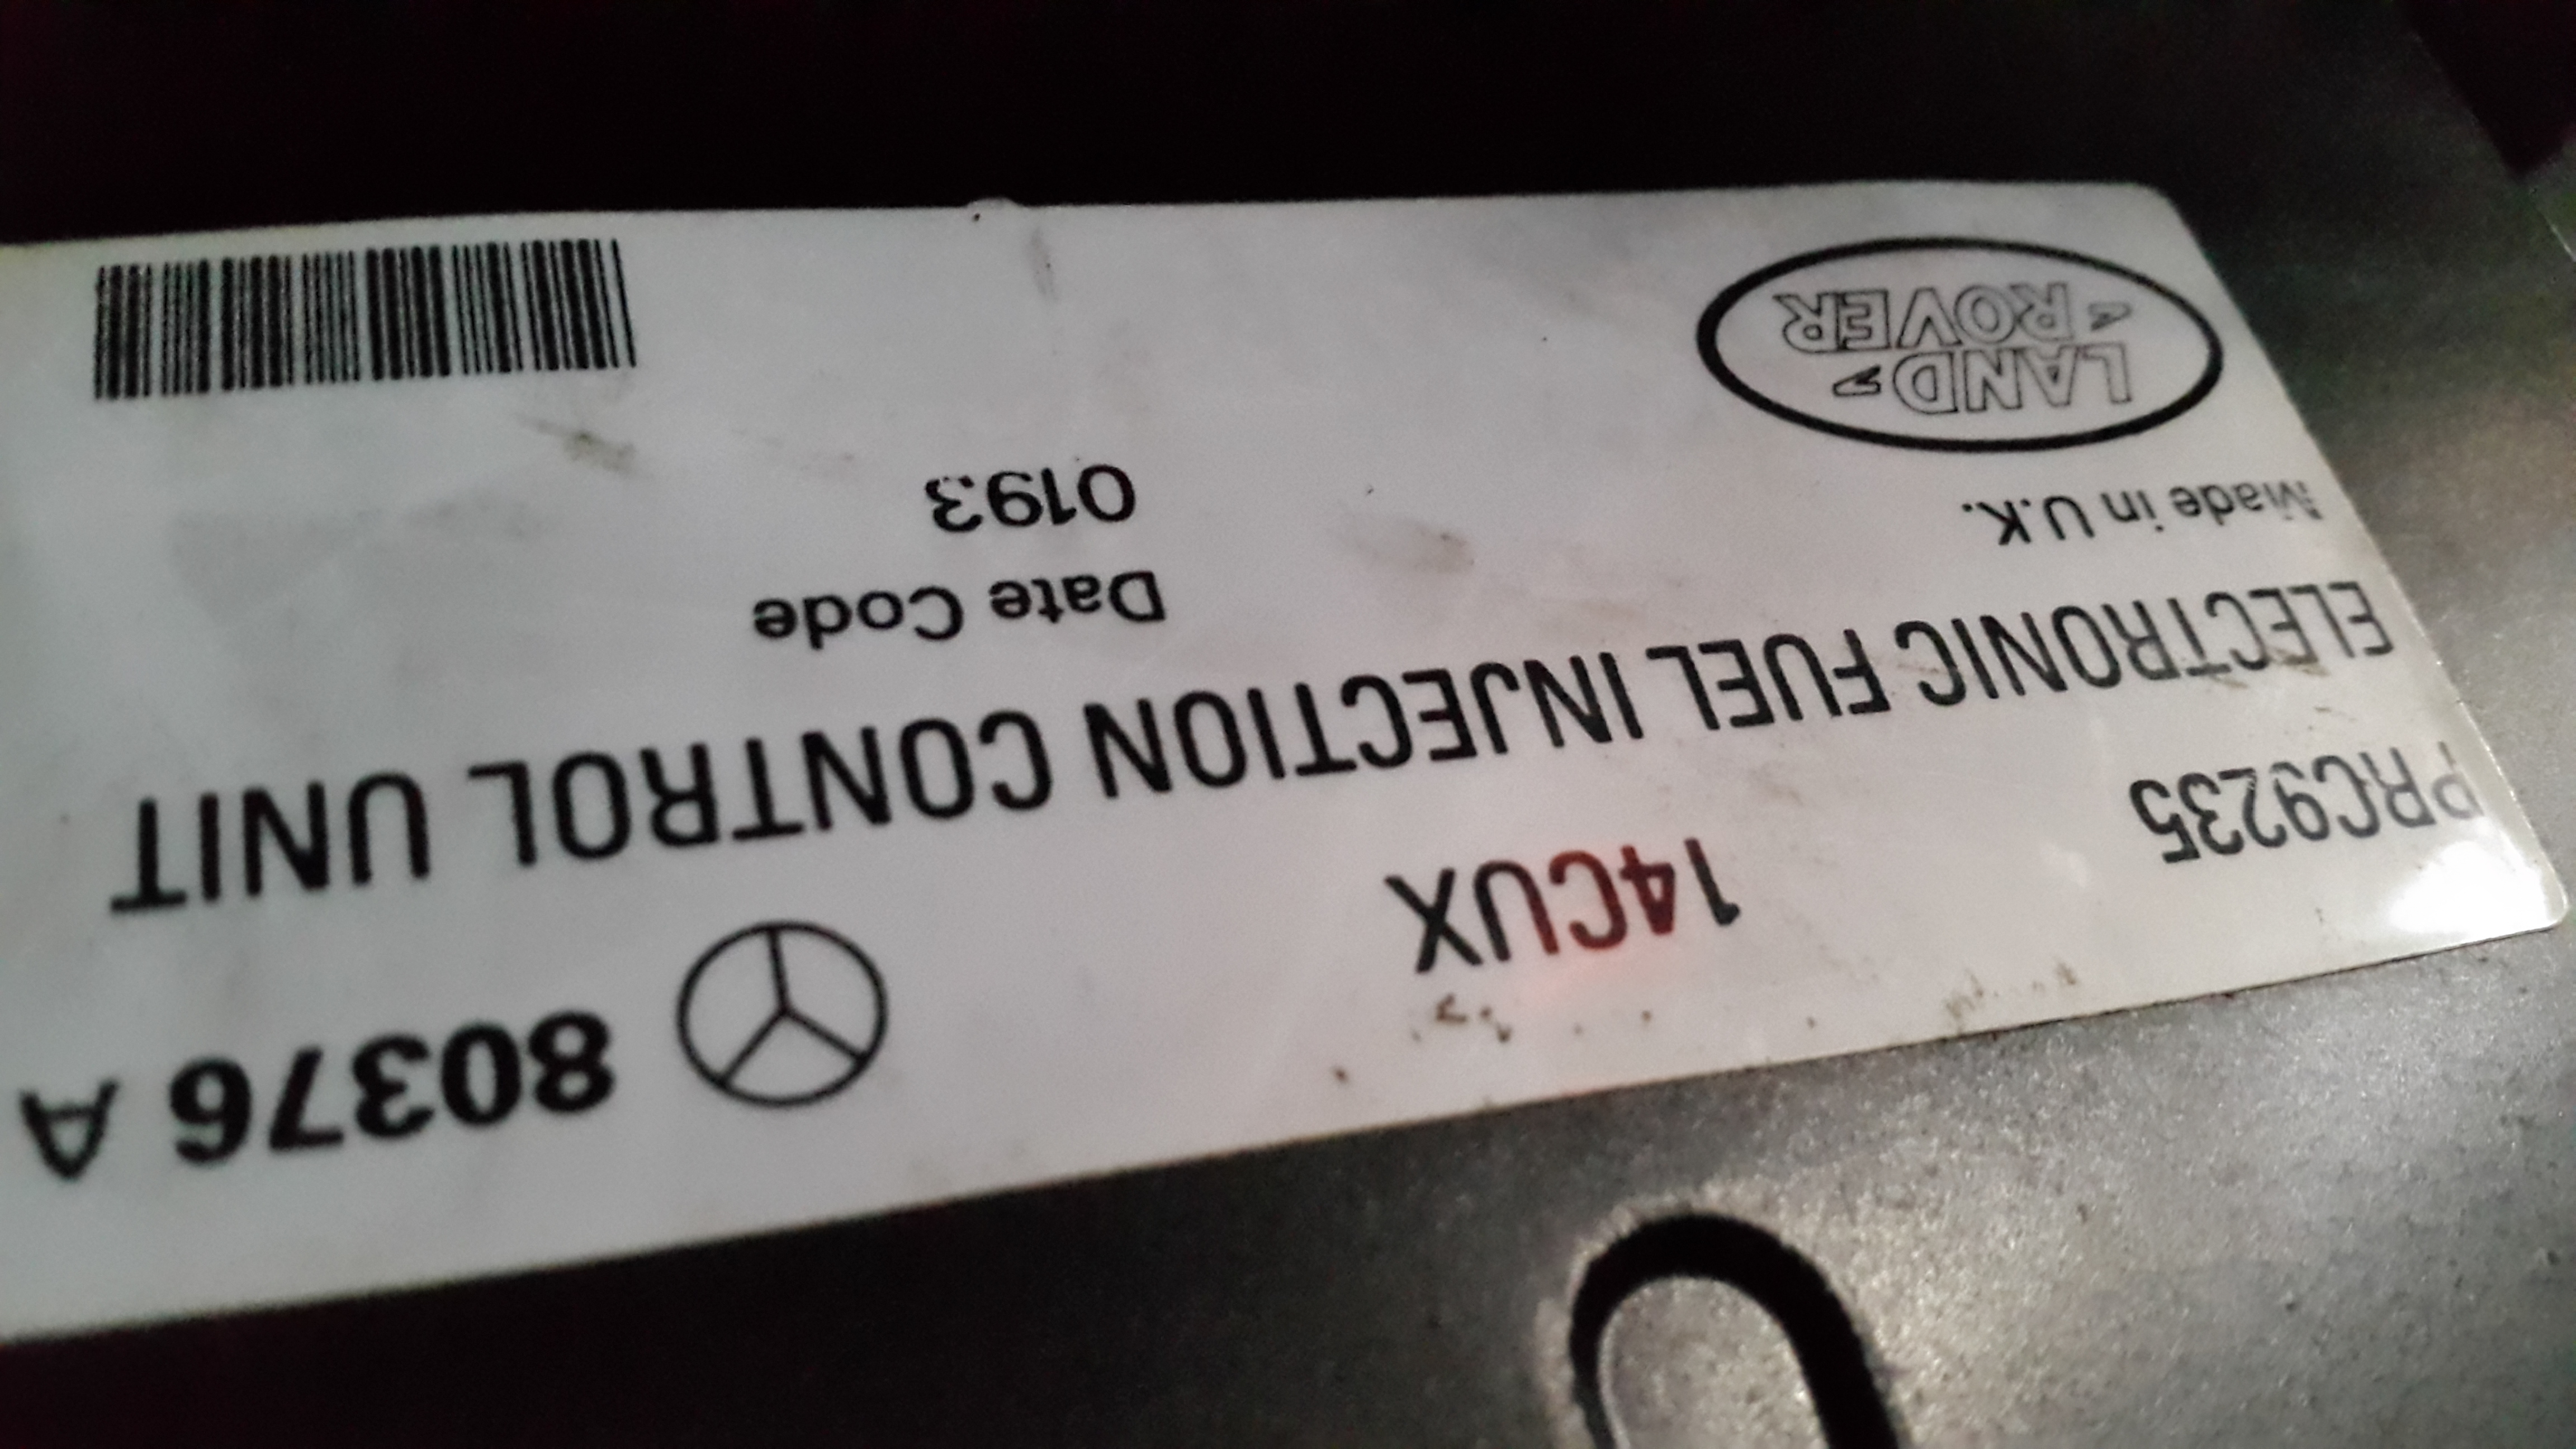 80376 A
PRC9235 14CUX
ELECTRONIC FUEL INJECTION CONTROL UNIT
Made in U.K.
Date Code
0193
LAND
ROVER